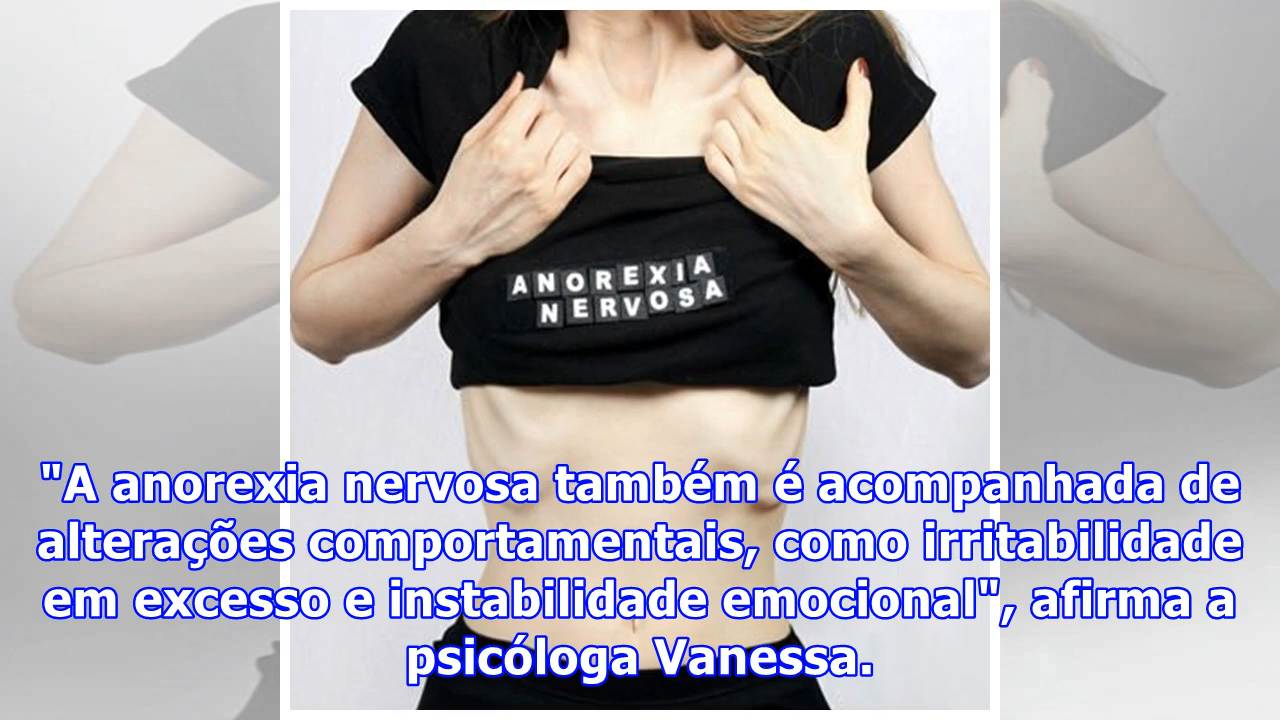 ANOREXIA
NERVOSA
"A anorexia nervosa também é acompanhada de
alterações comportamentais, como irritabilidade
em excesso e instabilidade emocional", afirma a
psicóloga Vanessa.